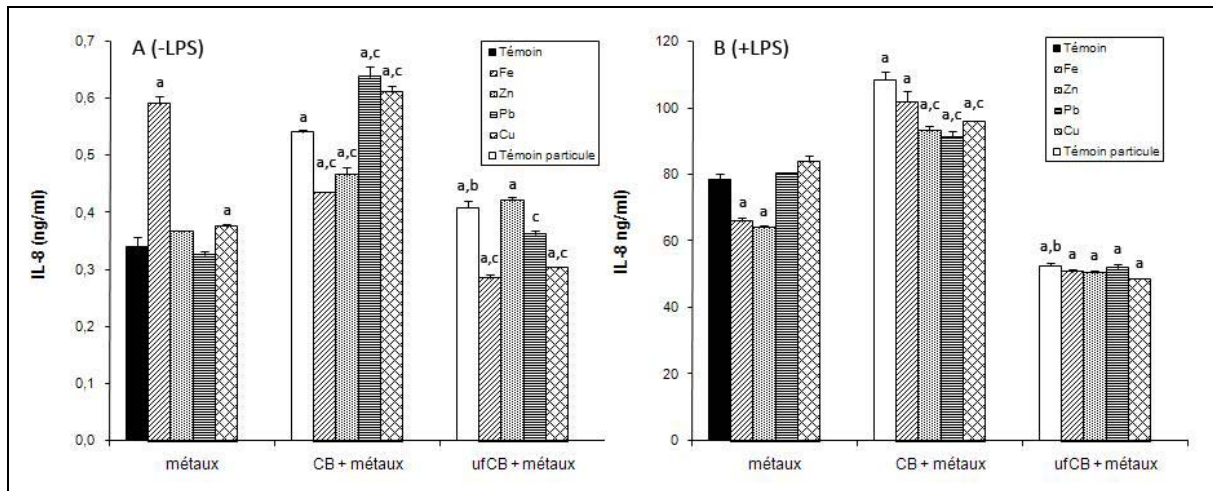 A (-LPS)
IL-8 (ng/ml)
0,7
0,6
0,5
0,4
0,3
0,2
0,1
0,0
Témoin
Fe
Zn
Pb
Cu
Témoin particule
a
a
a
a,c
a,c
a,c
a,c
a,b
a,c
a
c
a,c
métaux
CB + métaux
ufCB + métaux
B (+LPS)
IL-8 ng/ml)
120
100
80
60
40
20
0
Témoin
Fe
Zn
Pb
Cu
Témoin particule
a
a
a
a
a,c
a,c
a,c
a,b
a
a
a
a
métaux
CB + métaux
ufCB + métaux